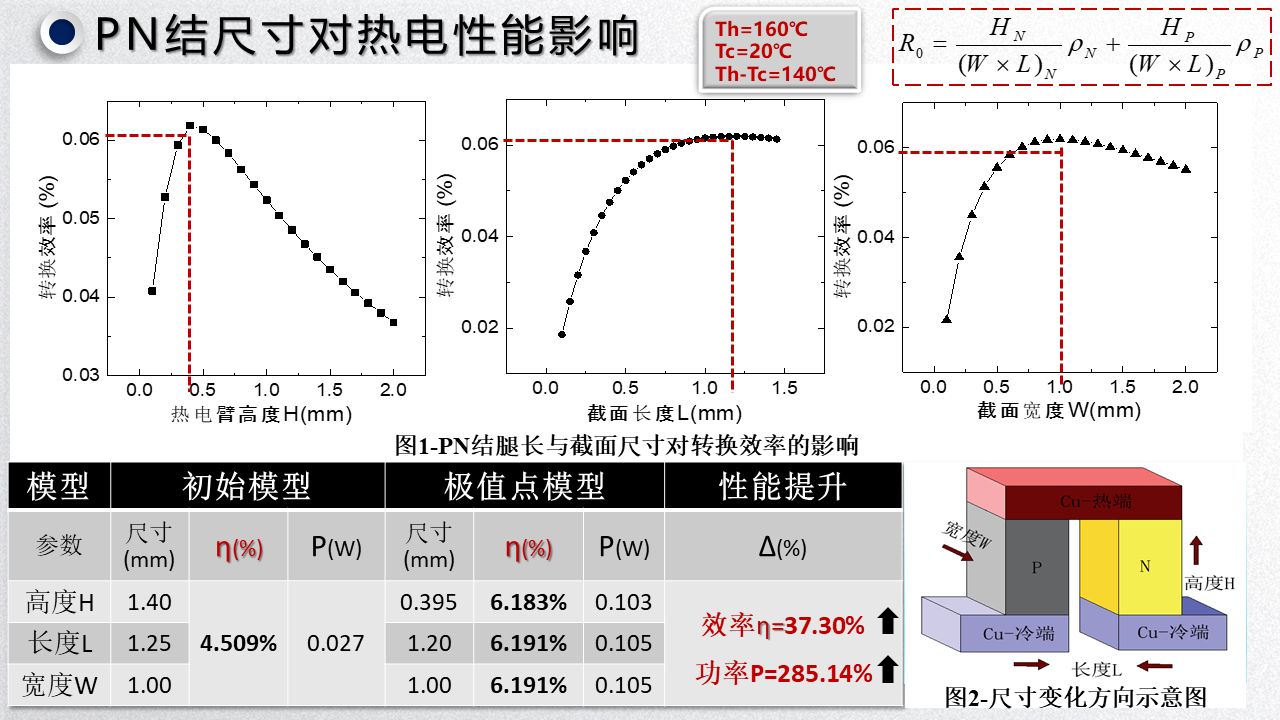 PN结尺寸对热电性能影响
Th=160℃
Tc=20℃
Th-Tc=140℃
R₀ = H_N/(W × L)_N ρ_N + H_P/(W × L)_P ρ_P
转换效率 (%)
0.06
0.05
0.04
0.03
0.0 0.5 1.0 1.5 2.0
热电臂高度H(mm)
转换效率 (%)
0.06
0.04
0.02
0.0 0.5 1.0 1.5
截面长度L(mm)
转换效率 (%)
0.06
0.04
0.02
0.0 0.5 1.0 1.5 2.0
截面宽度W(mm)
图1-PN结腿长与截面尺寸对转换效率的影响
模型 初始模型 极值点模型 性能提升
参数 尺寸(mm) η(%) P(W) 尺寸(mm) η(%) P(W) Δ(%)
高度H 1.40 0.395 6.183% 0.103
长度L 1.25 4.509% 0.027 1.20 6.191% 0.105
宽度W 1.00 1.00 6.191% 0.105
效率η=37.30%
功率P=285.14%
Cu-热端
宽度W
P
N
高度H
Cu-冷端
Cu-冷端
长度L
图2-尺寸变化方向示意图